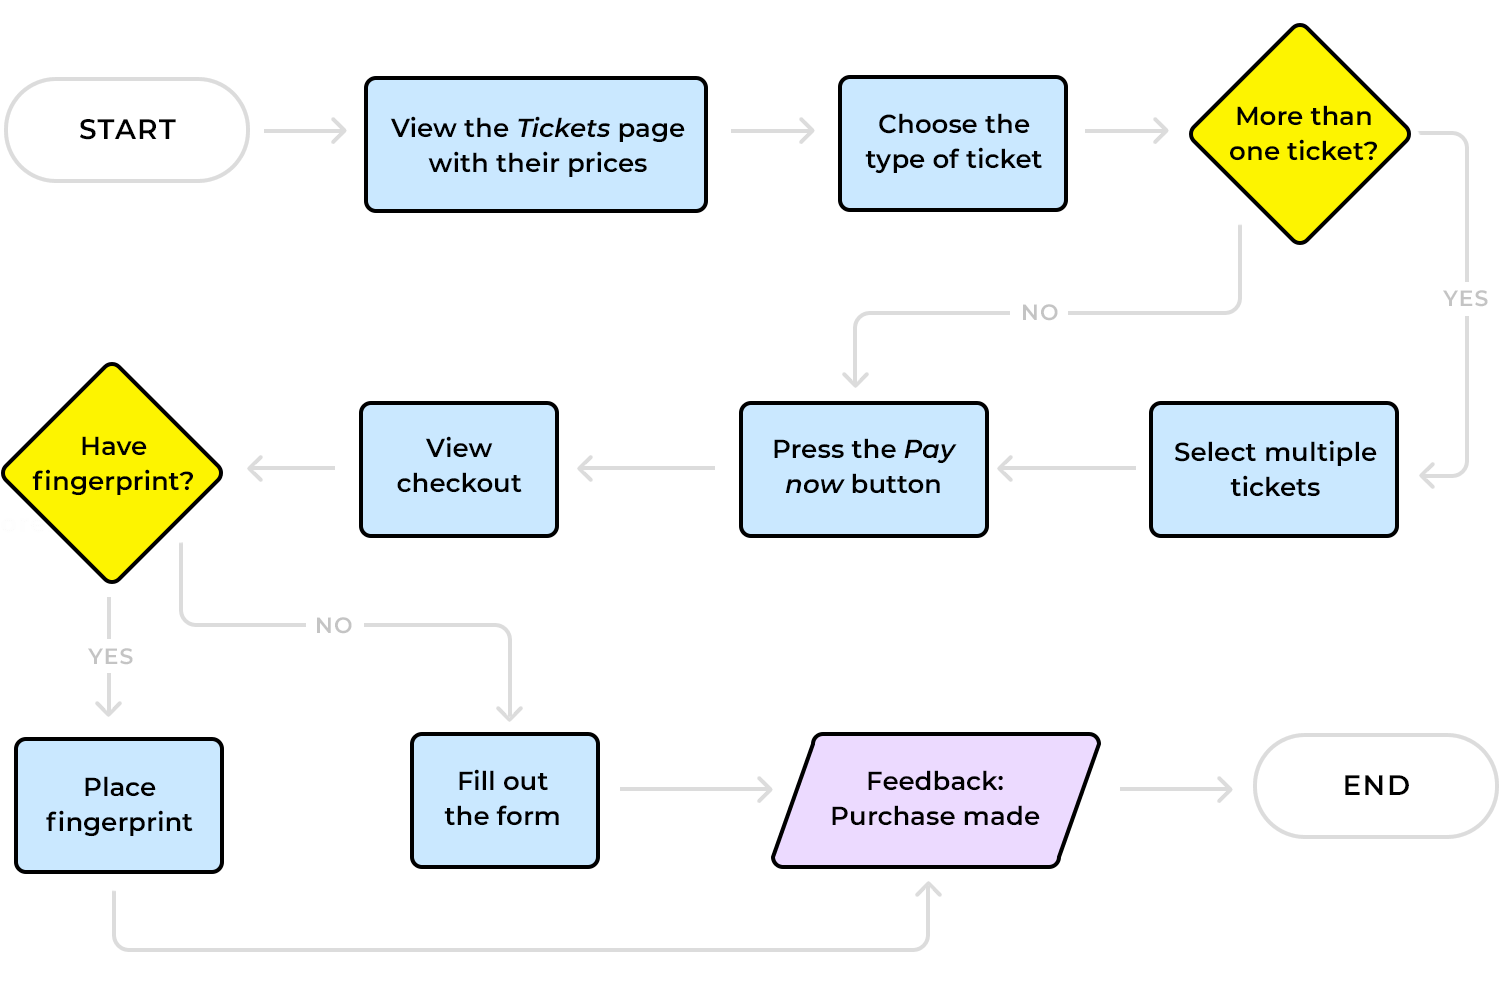 START
View the Tickets page
with their prices
Choose the
type of ticket
More than
one ticket?
NO
YES
Have
fingerprint?
View
checkout
Press the Pay
now button
Select multiple
tickets
NO
YES
Place
fingerprint
Fill out
the form
Feedback:
Purchase made
END